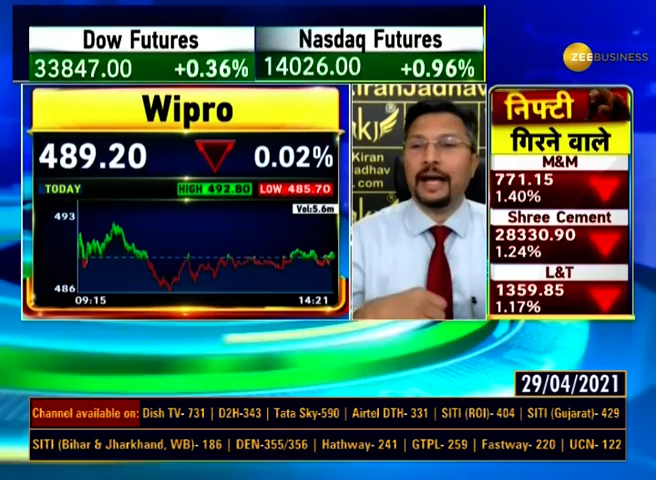 Dow Futures
33847.00 +0.36%
Nasdaq Futures
14026.00 +0.96%
ZEE BUSINESS
Wipro
489.20 0.02%
TODAY HIGH 492.80 LOW 485.70
Vol:5.6m
493
486
09:15 14:21
KiranJadhav
Kiran
adhav
.com
निफ्टी
गिरने वाले
M&M
771.15
1.40%
Shree Cement
28330.90
1.24%
L&T
1359.85
1.17%
29/04/2021
Channel available on: Dish TV- 731 | D2H-343 | Tata Sky-590 | Airtel DTH- 331 | SITI (ROI)- 404 | SITI (Gujarat)- 429
SITI (Bihar & Jharkhand, WB)- 186 | DEN-355/356 | Hathway- 241 | GTPL- 259 | Fastway- 220 | UCN- 122